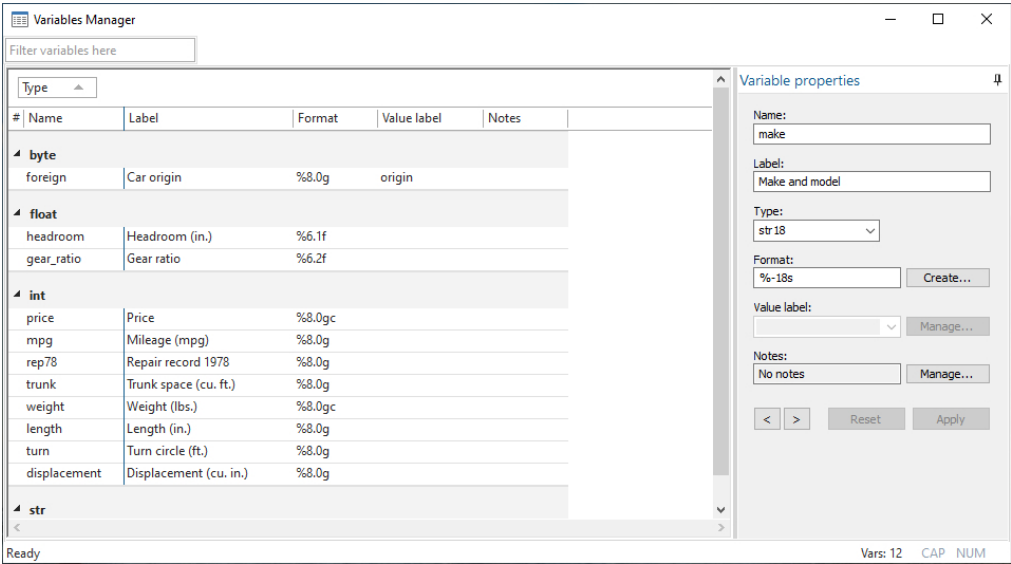 Variables Manager
Filter variables here
Type
# Name Label Format Value label Notes
byte
foreign Car origin %8.0g origin
float
headroom Headroom (in.) %6.1f
gear_ratio Gear ratio %6.2f
int
price Price %8.0gc
mpg Mileage (mpg) %8.0g
rep78 Repair record 1978 %8.0g
trunk Trunk space (cu. ft.) %8.0g
weight Weight (lbs.) %8.0gc
length Length (in.) %8.0g
turn Turn circle (ft.) %8.0g
displacement Displacement (cu. in.) %8.0g
str
Variable properties
Name:
make
Label:
Make and model
Type:
str18
Format:
%-18s Create...
Value label:
Manage...
Notes:
No notes Manage...
< > Reset Apply
Ready Vars: 12 CAP NUM